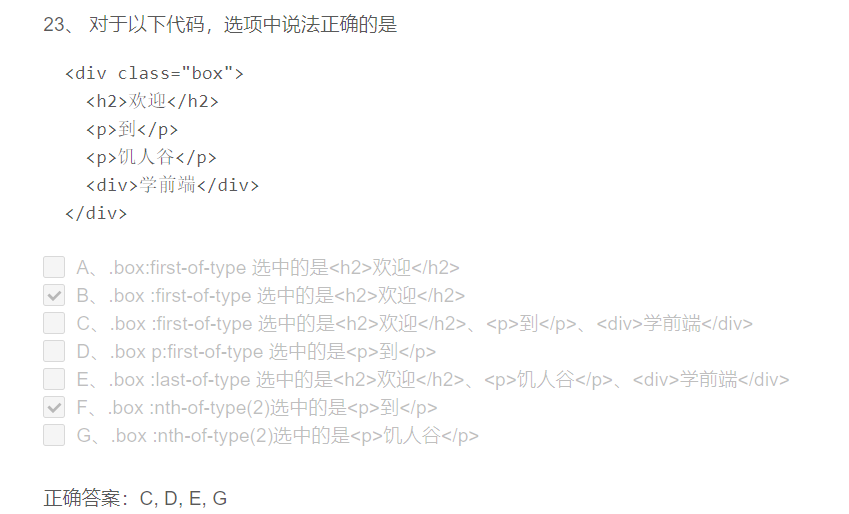 23、 对于以下代码，选项中说法正确的是
<div class="box">
<h2>欢迎</h2>
<p>到</p>
<p>饥人谷</p>
<div>学前端</div>
</div>
A、.box:first-of-type 选中的是<h2>欢迎</h2>
B、.box :first-of-type 选中的是<h2>欢迎</h2>
C、.box :first-of-type 选中的是<h2>欢迎</h2>、<p>到</p>、<div>学前端</div>
D、.box p:first-of-type 选中的是<p>到</p>
E、.box :last-of-type 选中的是<h2>欢迎</h2>、<p>饥人谷</p>、<div>学前端</div>
F、.box :nth-of-type(2)选中的是<p>到</p>
G、.box :nth-of-type(2)选中的是<p>饥人谷</p>
正确答案：C, D, E, G